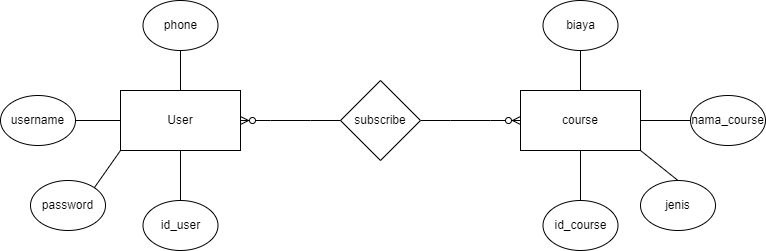 phone
biaya
username
User
subscribe
course
nama_course
password
id_user
id_course
jenis